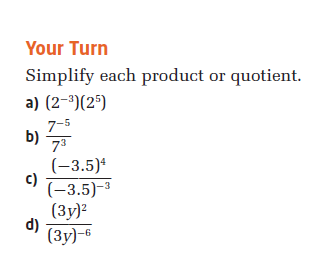 Your Turn
Simplify each product or quotient.
a) (2⁻³)(2⁵)
b) 7⁻⁵
7³
c) (−3.5)⁴
(−3.5)⁻³
d) (3y)²
(3y)⁻⁶